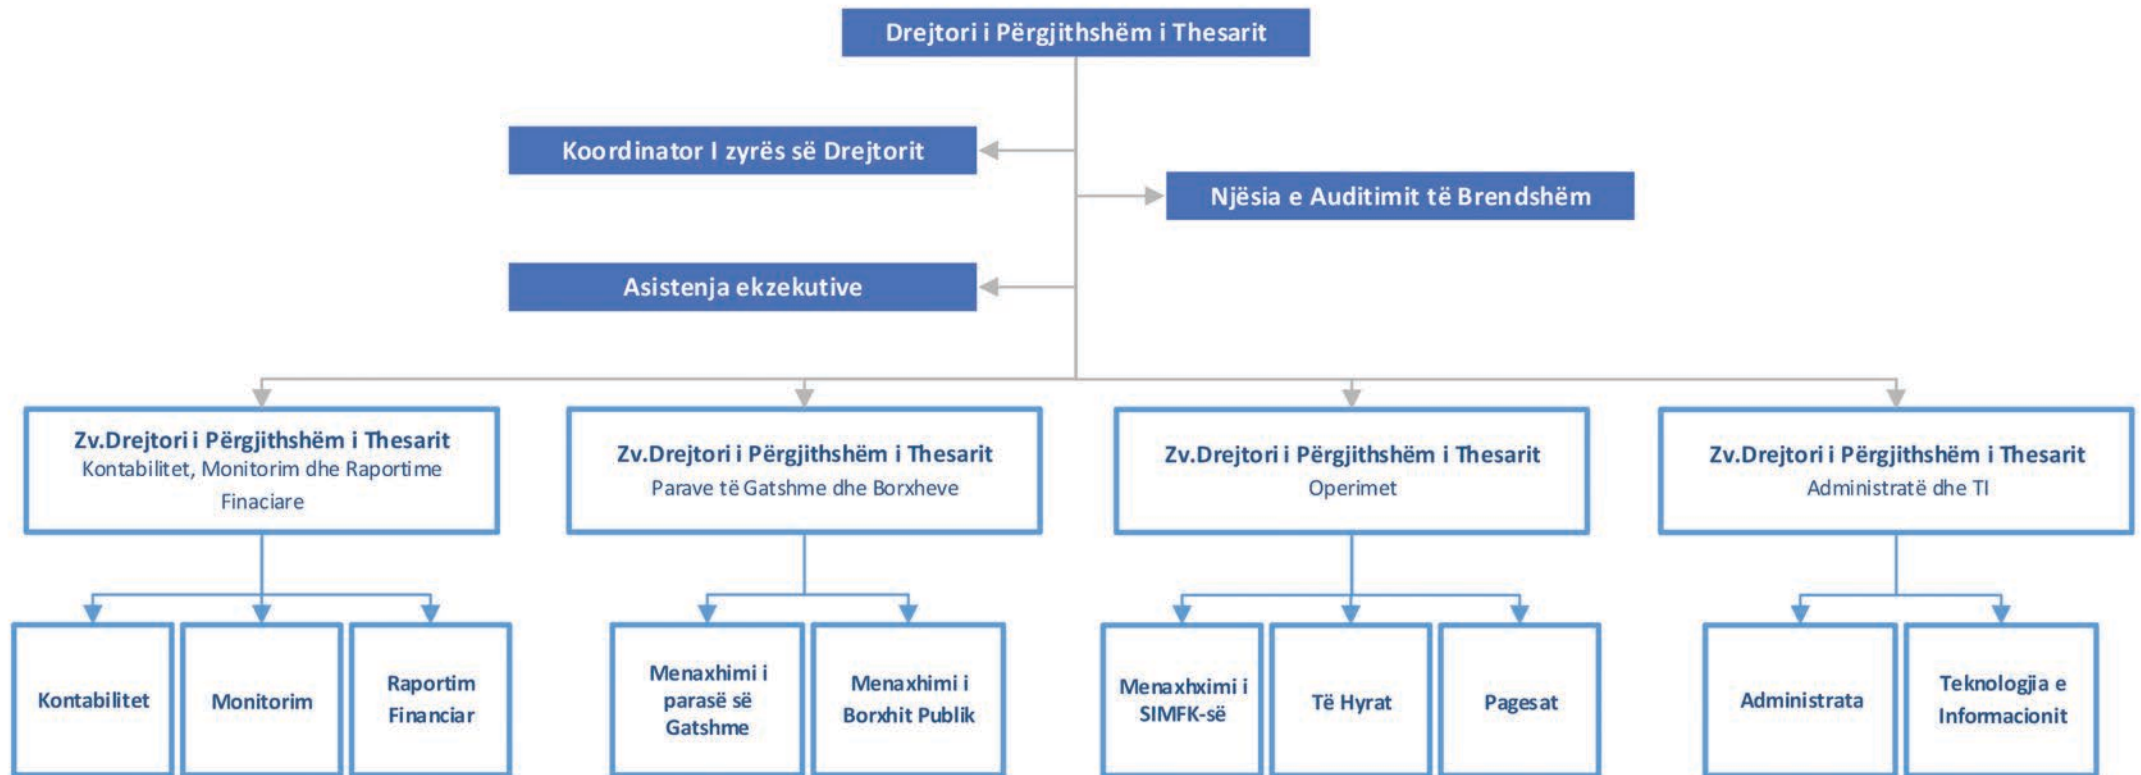 Drejtori i Përgjithshëm i Thesarit
Koordinator I zyrës së Drejtorit
Njësia e Auditimit të Brendshëm
Asistenja ekzekutive
Zv.Drejtori i Përgjithshëm i Thesarit
Kontabilitet, Monitorim dhe Raportime
Finaciare
Zv.Drejtori i Përgjithshëm i Thesarit
Parave të Gatshme dhe Borxheve
Zv.Drejtori i Përgjithshëm i Thesarit
Operimet
Zv.Drejtori i Përgjithshëm i Thesarit
Administratë dhe TI
Kontabilitet
Monitorim
Raportim
Financiar
Menaxhimi i
parasë së
Gatshme
Menaxhimi i
Borxhit Publik
Menaxhximi i
SIMFK-së
Të Hyrat
Pagesat
Administrata
Teknologjia e
Informacionit